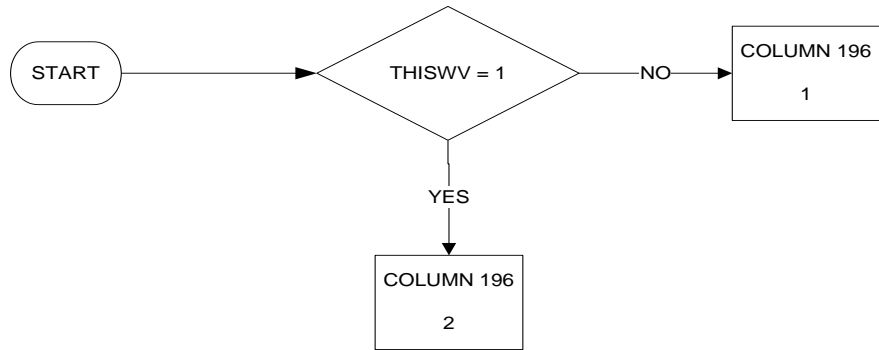 START
THISWV = 1
NO
COLUMN 196
1
YES
COLUMN 196
2